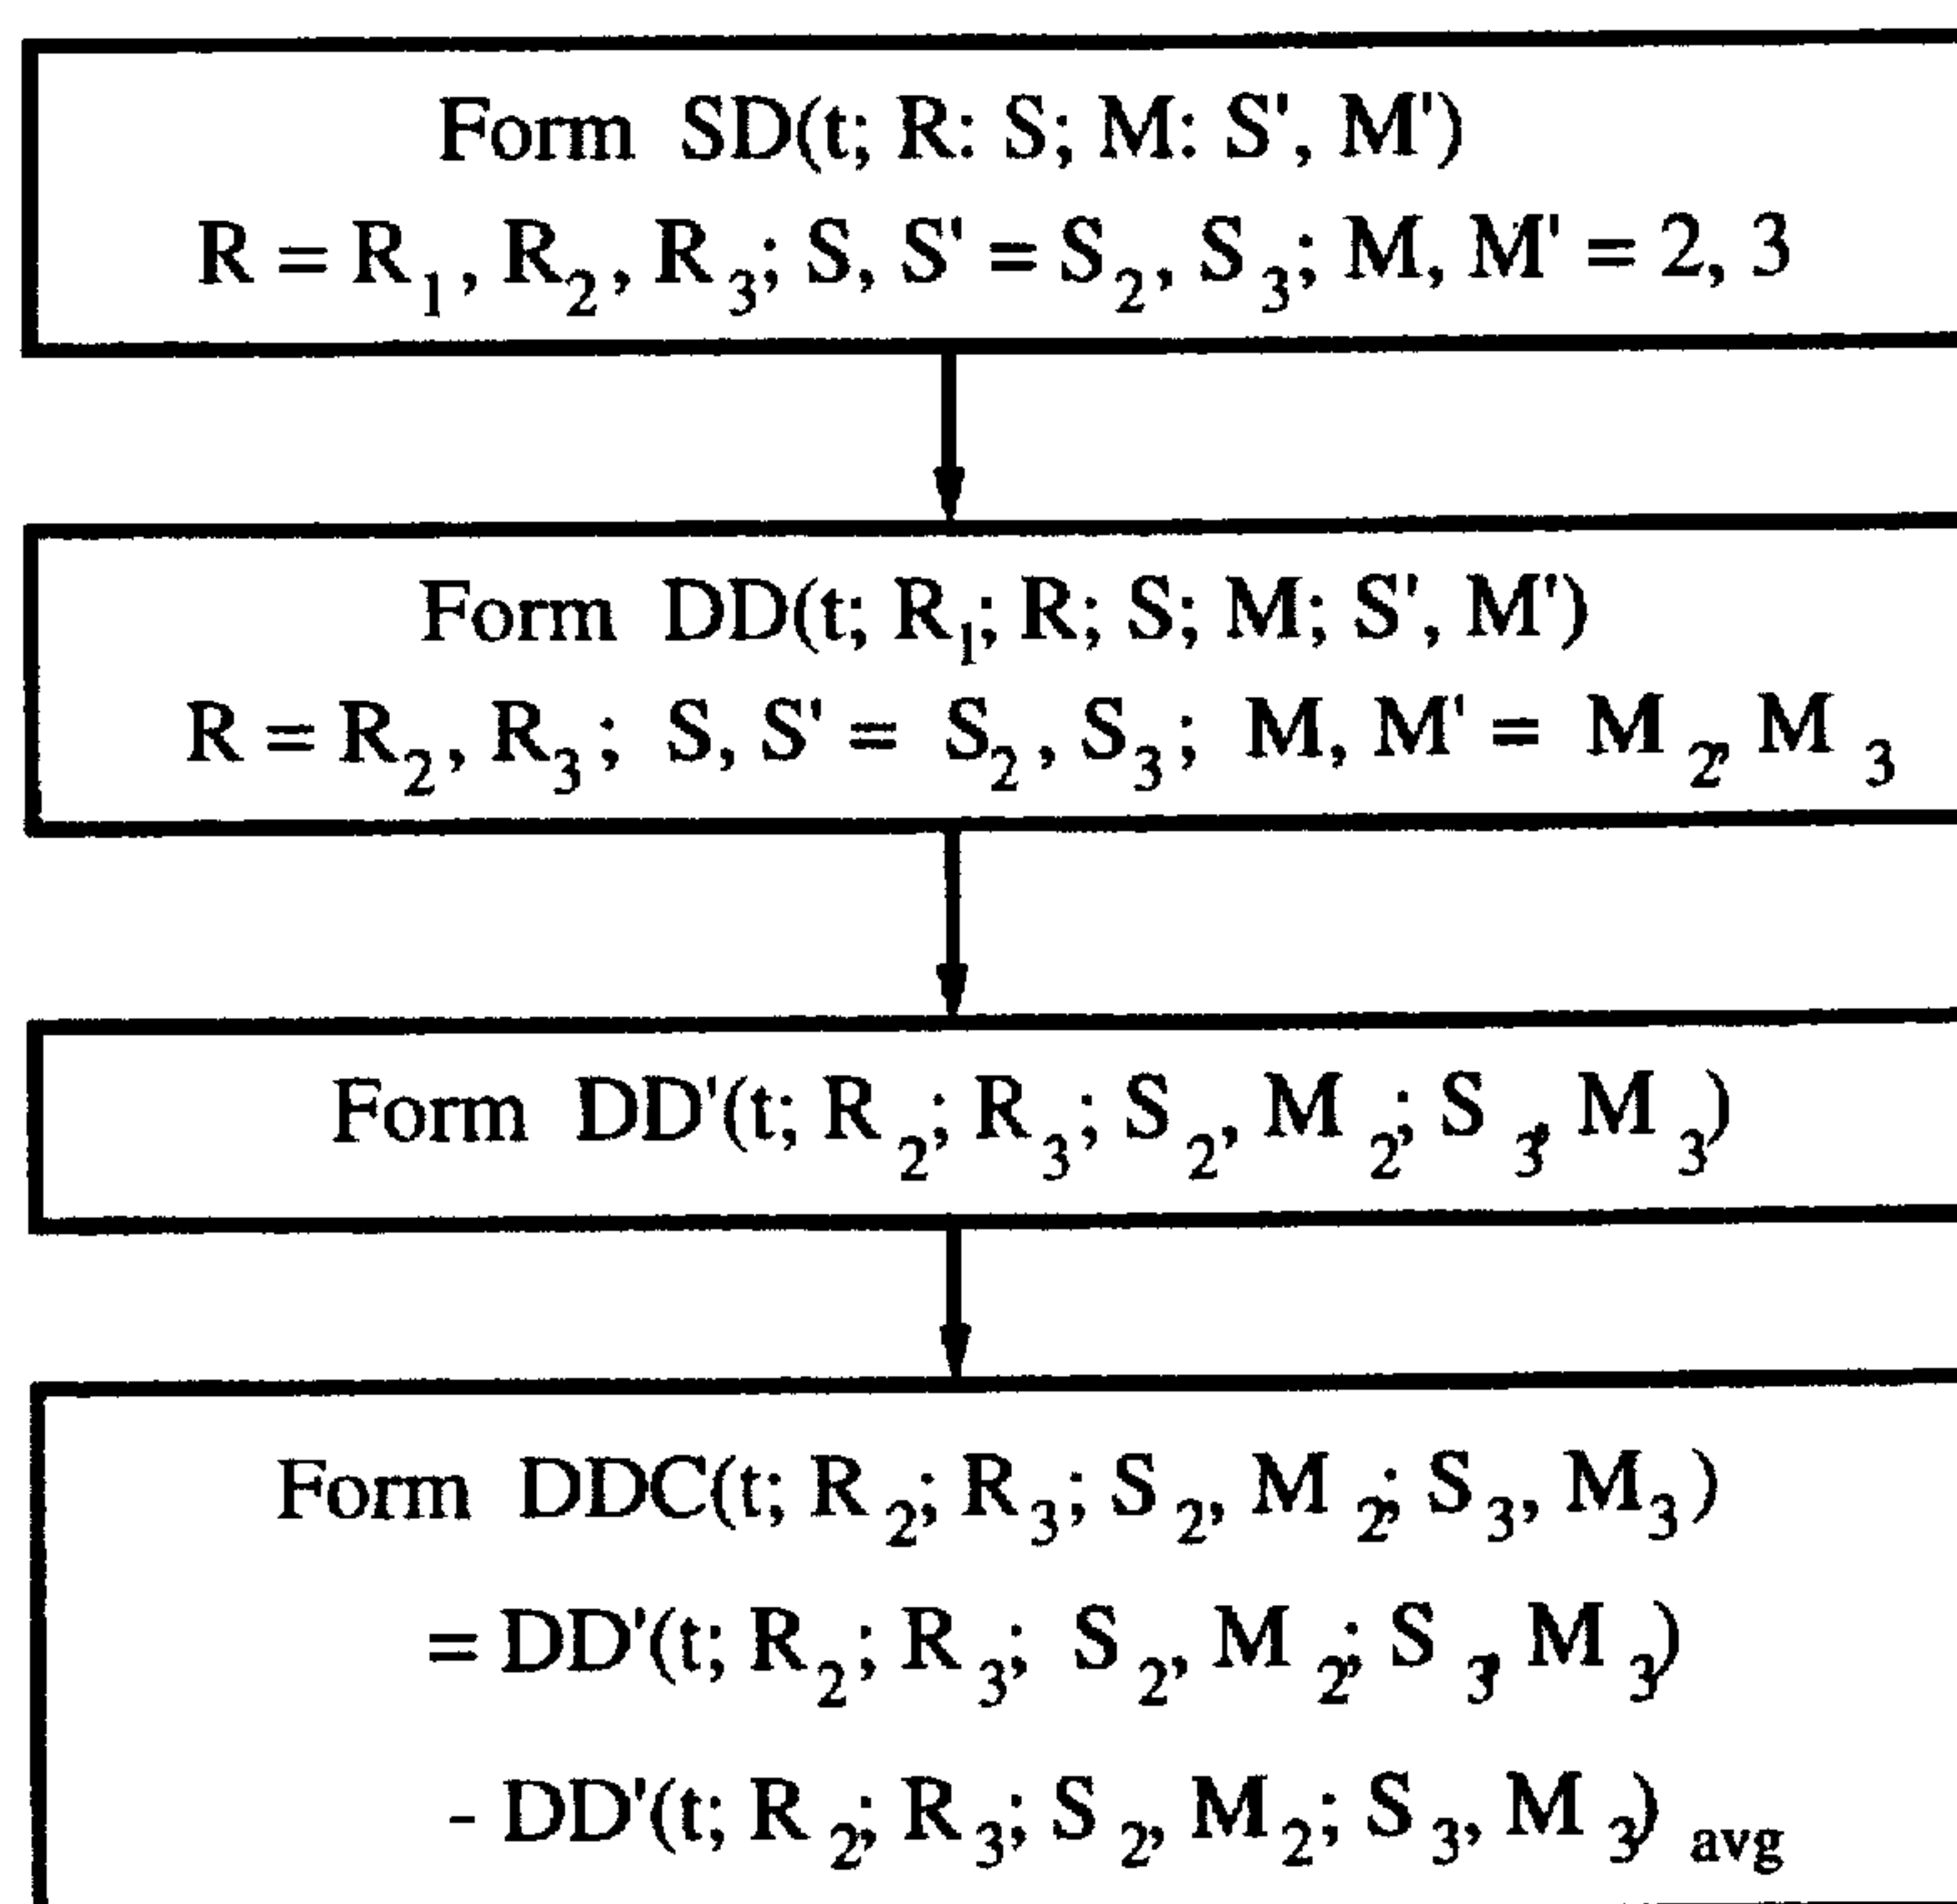 Form SD(t; R: S; M: S', M')
R = R₁, R₂, R₃; S, S' = S₂, S₃; M, M' = 2, 3
Form DD(t; R₁; R; S; M; S', M')
R = R₂, R₃; S, S' = S₂, S₃; M, M' = M₂, M₃
Form DD'(t; R₂; R₃; S₂, M₂; S₃, M₃)
Form DDC(t; R₂; R₃; S₂, M₂; S₃, M₃)
= DD'(t; R₂; R₃; S₂, M₂; S₃, M₃)
- DD'(t; R₂; R₃; S₂, M₂; S₃, M₃) avg